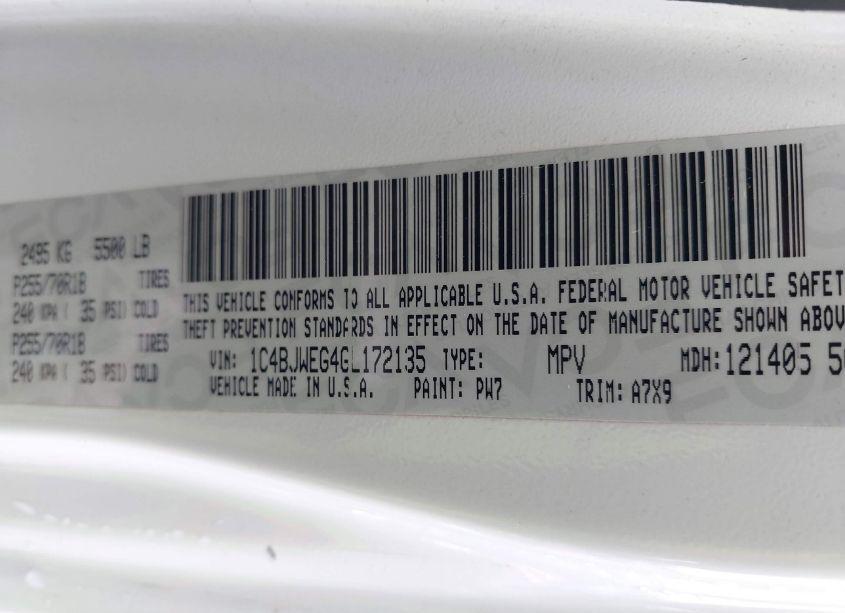 2495 KG 5500 LB
P255/70R18 TIRES
240 KPA ( 35 PSI) COLD
P255/70R18 TIRES
240 KPA ( 35 PSI) COLD
THIS VEHICLE CONFORMS TO ALL APPLICABLE U.S.A. FEDERAL MOTOR VEHICLE SAFET
THEFT PREVENTION STANDARDS IN EFFECT ON THE DATE OF MANUFACTURE SHOWN ABOV
VIN: 1C4BJWEG4GL172135 TYPE: MPV MDH: 121405 50
VEHICLE MADE IN U.S.A. PAINT: PW7 TRIM: A7X9